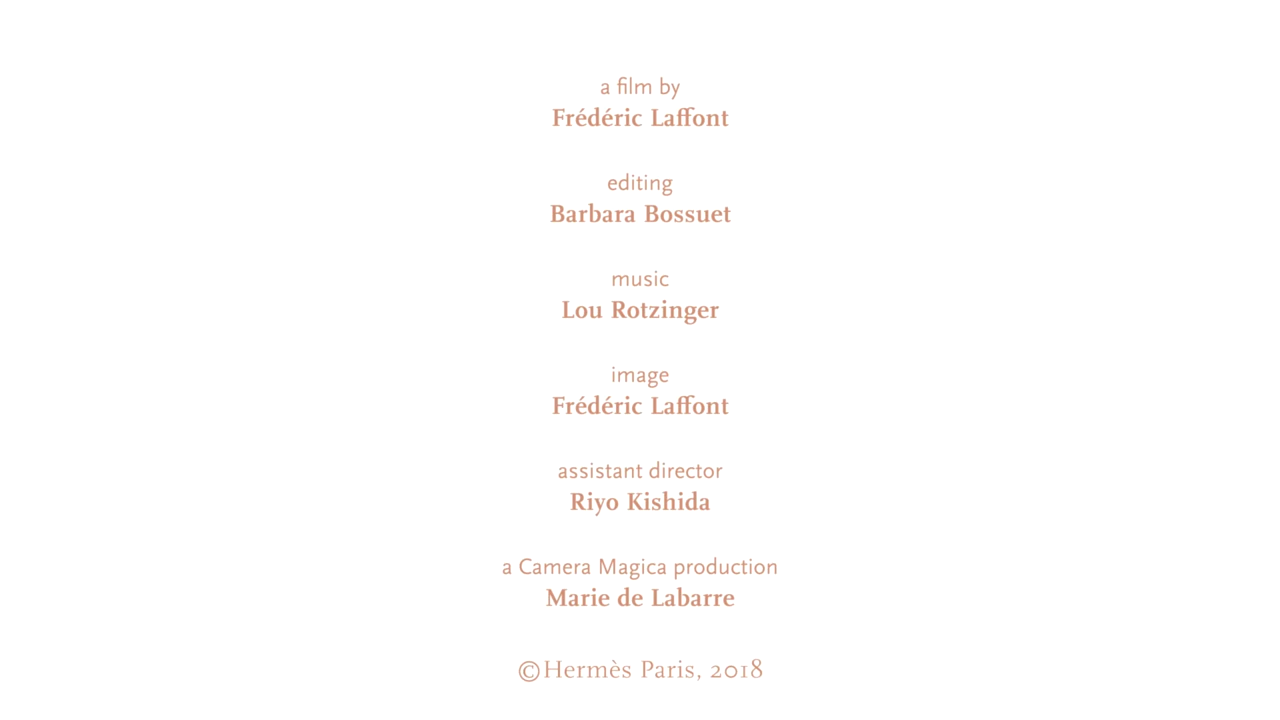 a film by
Frédéric Laffont
editing
Barbara Bossuet
music
Lou Rotzinger
image
Frédéric Laffont
assistant director
Riyo Kishida
a Camera Magica production
Marie de Labarre
©Hermès Paris, 2018